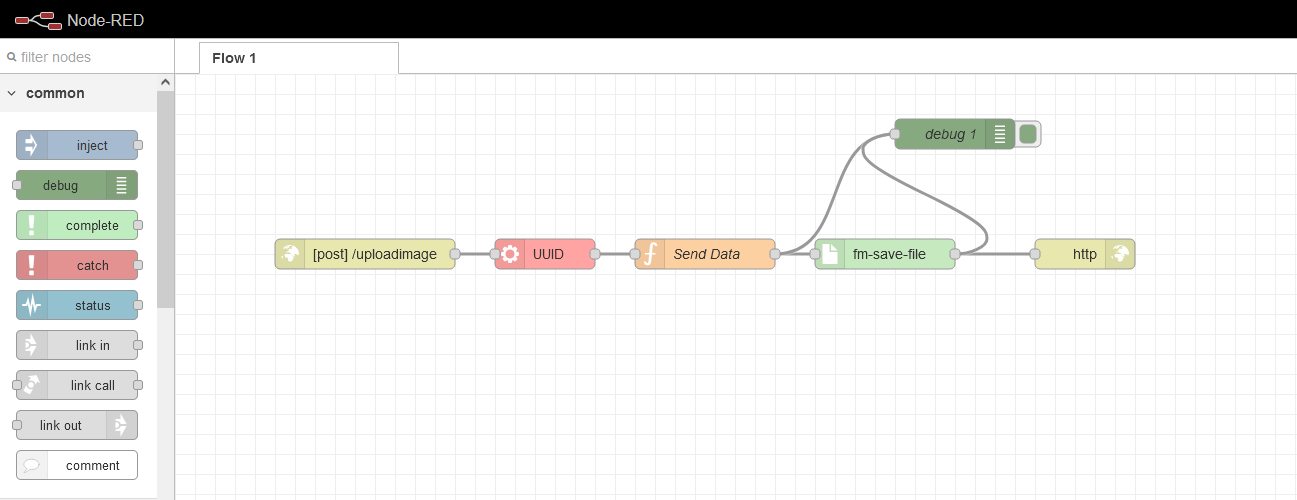 Node-RED
filter nodes
Flow 1
common
inject
debug
complete
catch
status
link in
link call
link out
comment
debug 1
[post] /uploadimage
UUID
Send Data
fm-save-file
http